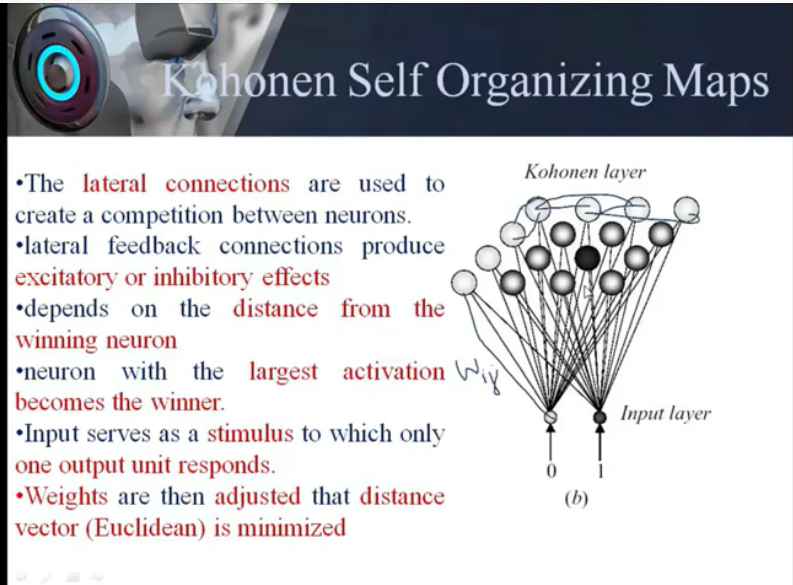 Kohonen Self Organizing Maps
•The lateral connections are used to
create a competition between neurons.
•lateral feedback connections produce
excitatory or inhibitory effects
•depends on the distance from the
winning neuron
•neuron with the largest activation
becomes the winner.
•Input serves as a stimulus to which only
one output unit responds.
•Weights are then adjusted that distance
vector (Euclidean) is minimized
Kohonen layer
Wij
Input layer
0 1
(b)